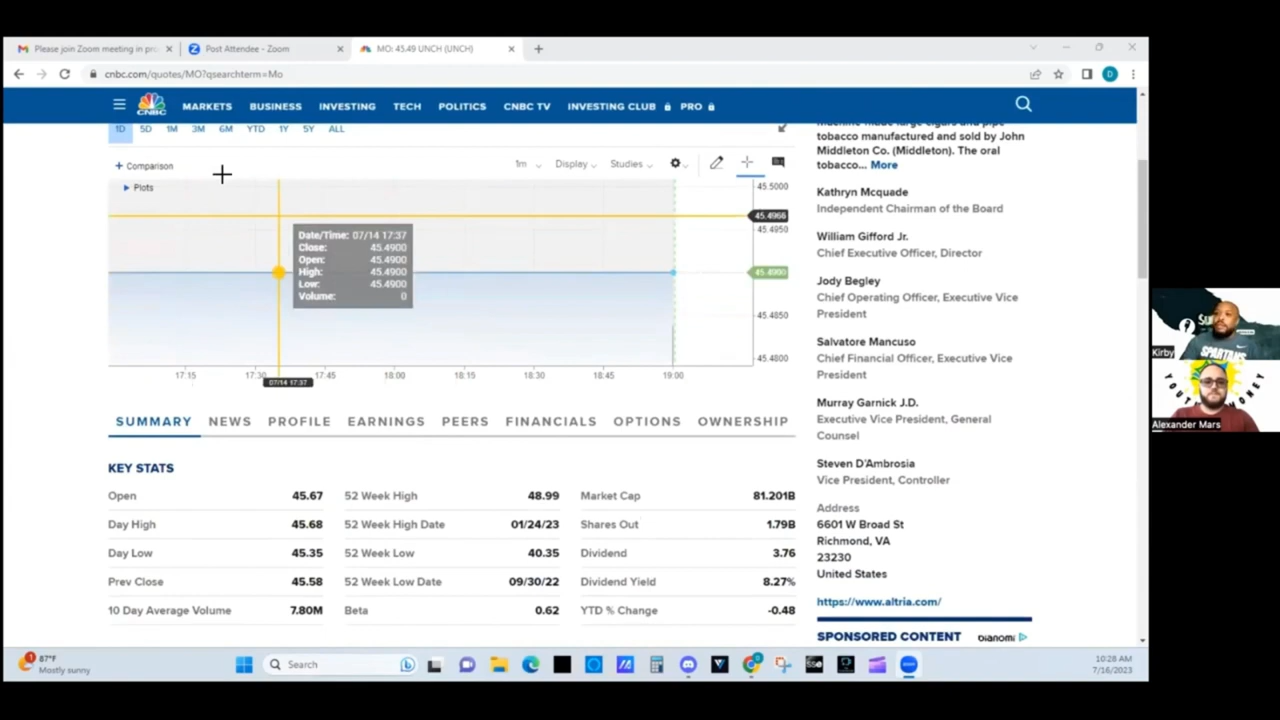 Please join Zoom meeting in pro
Post Attendee - Zoom
MO: 45.49 UNCH (UNCH)
cnbc.com/quotes/MO?qsearchterm=Mo
D
CNBC
MARKETS
BUSINESS
INVESTING
TECH
POLITICS
CNBC TV
INVESTING CLUB
PRO
1D 5D 1M 3M 6M YTD 1Y 5Y ALL
+ Comparison
1m
Display
Studies
Plots
45.5000
45.4966
45.4950
45.4900
45.4850
45.4800
Date/Time: 07/14 17:37
Close: 45.4900
Open: 45.4900
High: 45.4900
Low: 45.4900
Volume: 0
17:15 17:30 17:45 18:00 18:15 18:30 18:45 19:00
07/14 17:37
SUMMARY NEWS PROFILE EARNINGS PEERS FINANCIALS OPTIONS OWNERSHIP
KEY STATS
Open 45.67 52 Week High 48.99 Market Cap 81.201B
Day High 45.68 52 Week High Date 01/24/23 Shares Out 1.79B
Day Low 45.35 52 Week Low 40.35 Dividend 3.76
Prev Close 45.58 52 Week Low Date 09/30/22 Dividend Yield 8.27%
10 Day Average Volume 7.80M Beta 0.62 YTD % Change -0.48
machine-made large cigars and pipe
tobacco manufactured and sold by John
Middleton Co. (Middleton). The oral
tobacco... More
Kathryn Mcquade
Independent Chairman of the Board
William Gifford Jr.
Chief Executive Officer, Director
Jody Begley
Chief Operating Officer, Executive Vice
President
Salvatore Mancuso
Chief Financial Officer, Executive Vice
President
Murray Garnick J.D.
Executive Vice President, General
Counsel
Steven D'Ambrosia
Vice President, Controller
Address
6601 W Broad St
Richmond, VA
23230
United States
https://www.altria.com/
SPONSORED CONTENT
dianomi
SPARTANS
Kirby
Alexander Mars
1
87°F
Mostly sunny
Search
10:28 AM
7/16/2023